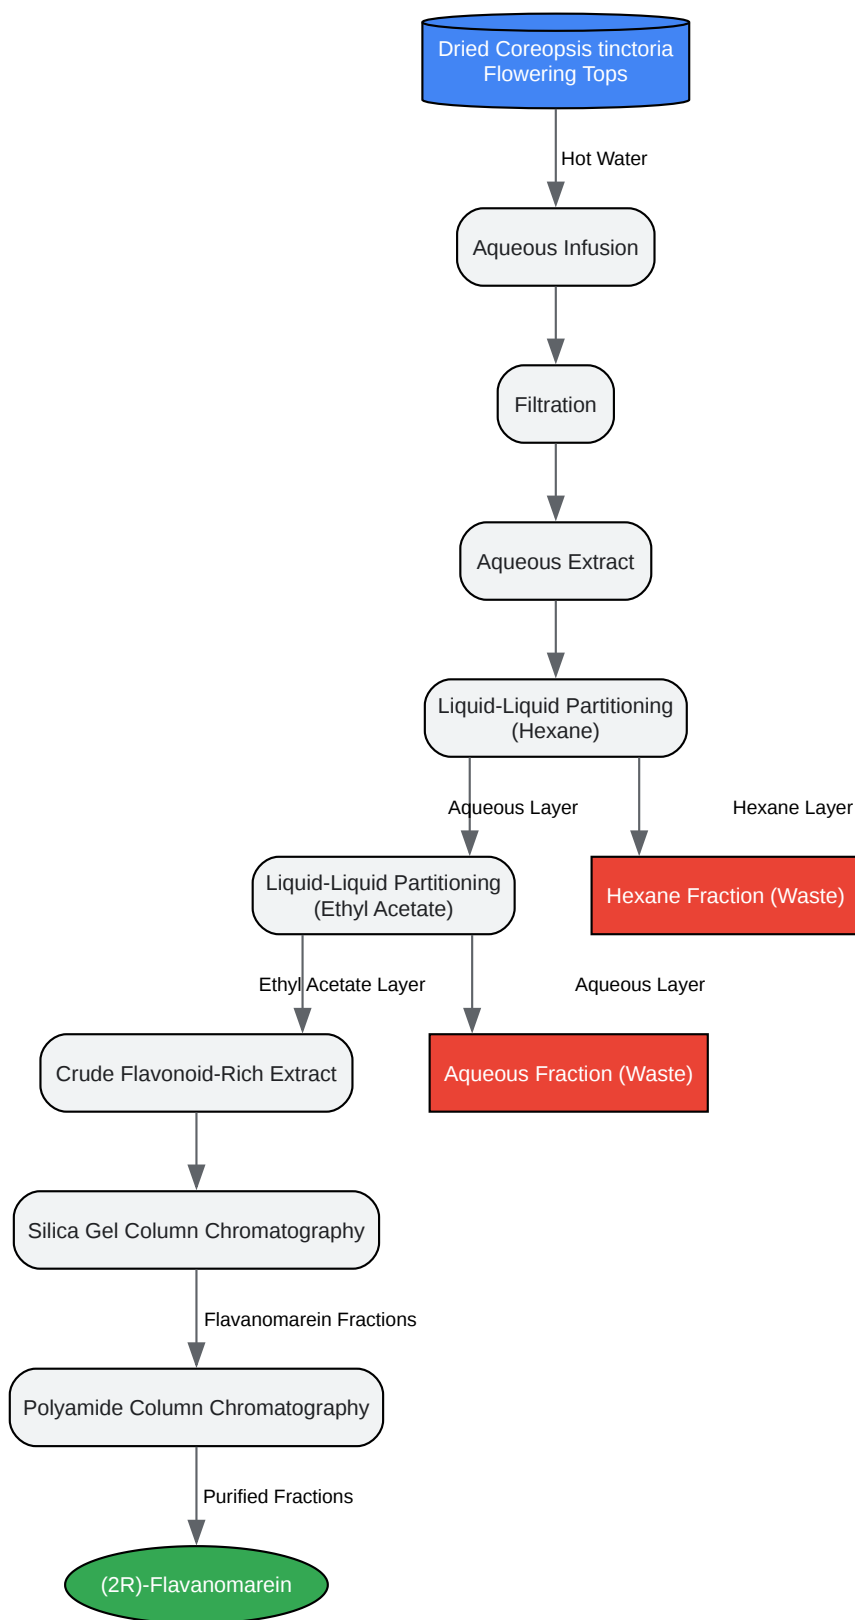 Dried Coreopsis tinctoria
Flowering Tops
Hot Water
Aqueous Infusion
Filtration
Aqueous Extract
Liquid-Liquid Partitioning
(Hexane)
Aqueous Layer
Hexane Layer
Liquid-Liquid Partitioning
(Ethyl Acetate)
Hexane Fraction (Waste)
Ethyl Acetate Layer
Aqueous Layer
Crude Flavonoid-Rich Extract
Aqueous Fraction (Waste)
Silica Gel Column Chromatography
Flavanomarein Fractions
Polyamide Column Chromatography
Purified Fractions
(2R)-Flavanomarein